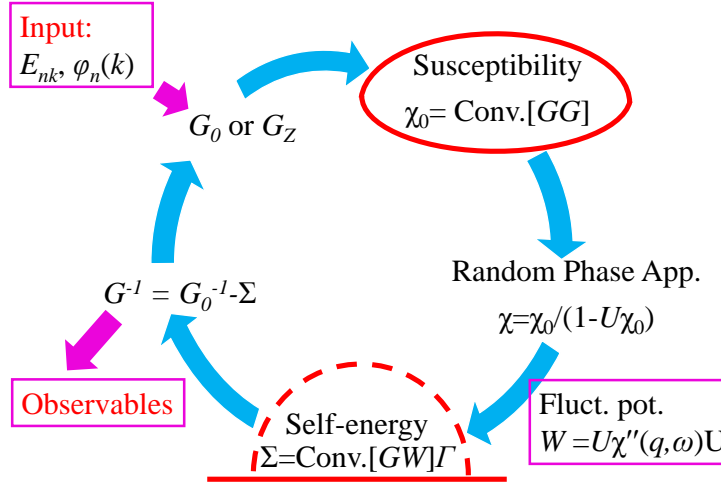 Input:
Eₙₖ, φₙ(k)
G₀ or G_Z
Susceptibility
χ₀= Conv.[GG]
Random Phase App.
χ=χ₀/(1-Uχ₀)
Fluct. pot.
W =Uχ″(q,ω)U
Self-energy
Σ=Conv.[GW]Γ
G⁻¹ = G₀⁻¹-Σ
Observables